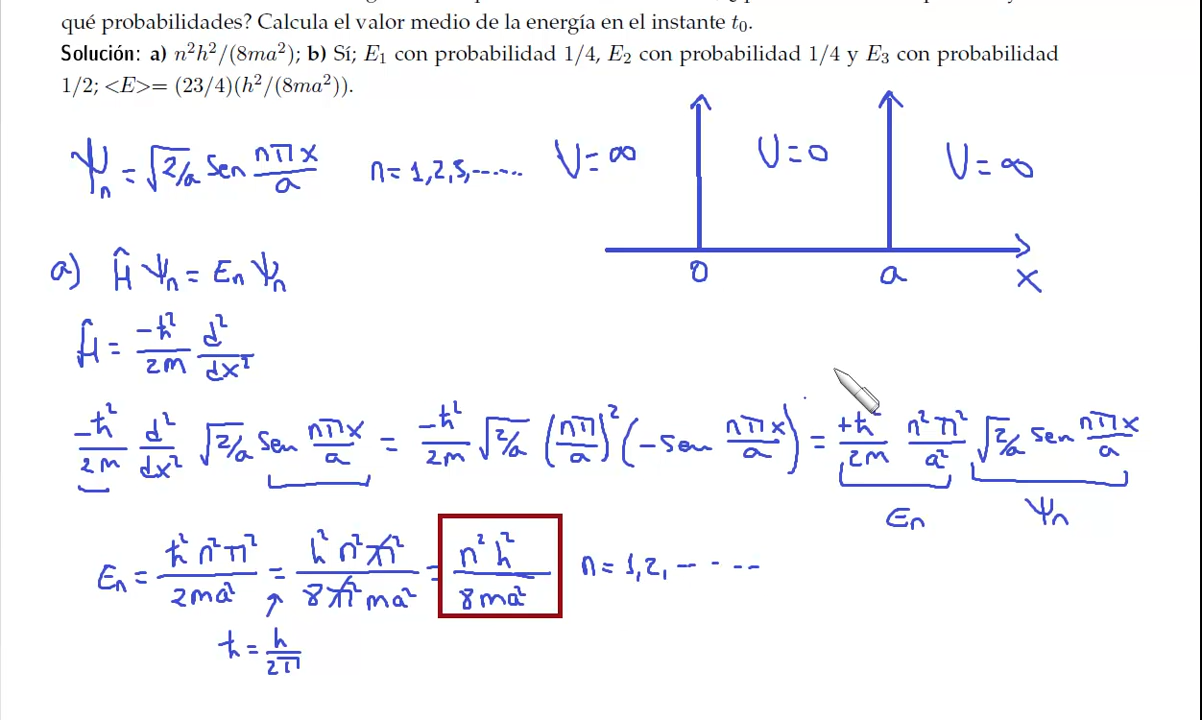 qué probabilidades? Calcula el valor medio de la energía en el instante t₀.
Solución: a) n²h²/(8ma²); b) Sí; E₁ con probabilidad 1/4, E₂ con probabilidad 1/4 y E₃ con probabilidad
1/2; <E>= (23/4)(h²/(8ma²)).
Ψn = √2/a Sen nπx/a n = 1,2,3,...... V=∞ U=0 U=∞
0 a x
a) Ĥ Ψn = En Ψn
Ĥ = -ħ²/2m d²/dx²
-ħ²/2m d²/dx² √2/a Sen nπx/a = -ħ²/2m √2/a (nπ/a)² (-Sen nπx/a) = +ħ²/2m n²π²/a² √2/a Sen nπx/a
En Ψn
En = ħ²n²π²/2ma² = h²n²π²/8π²ma² = n²h²/8ma² n = 1,2,- - - -
ħ = h/2π